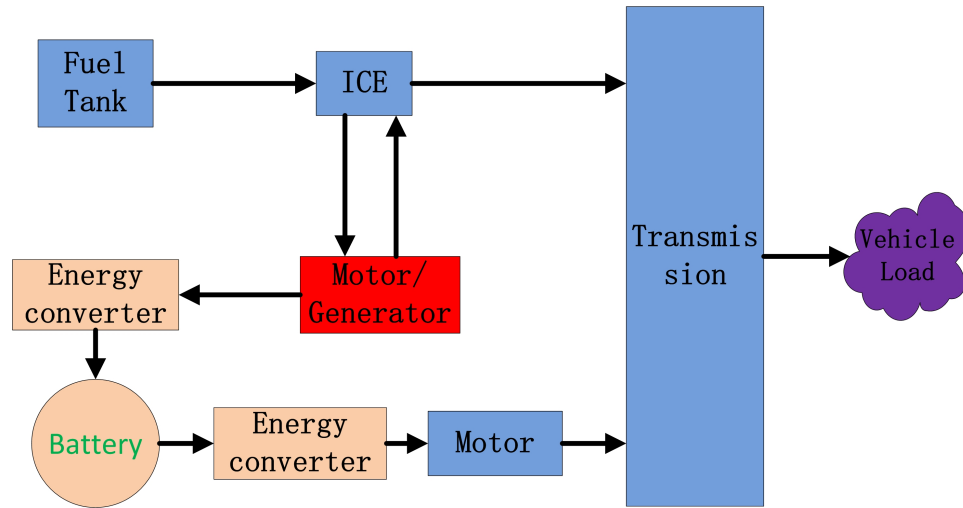 Fuel
Tank
ICE
Transmis
sion
Vehicle
Load
Energy
converter
Motor/
Generator
Battery
Energy
converter
Motor